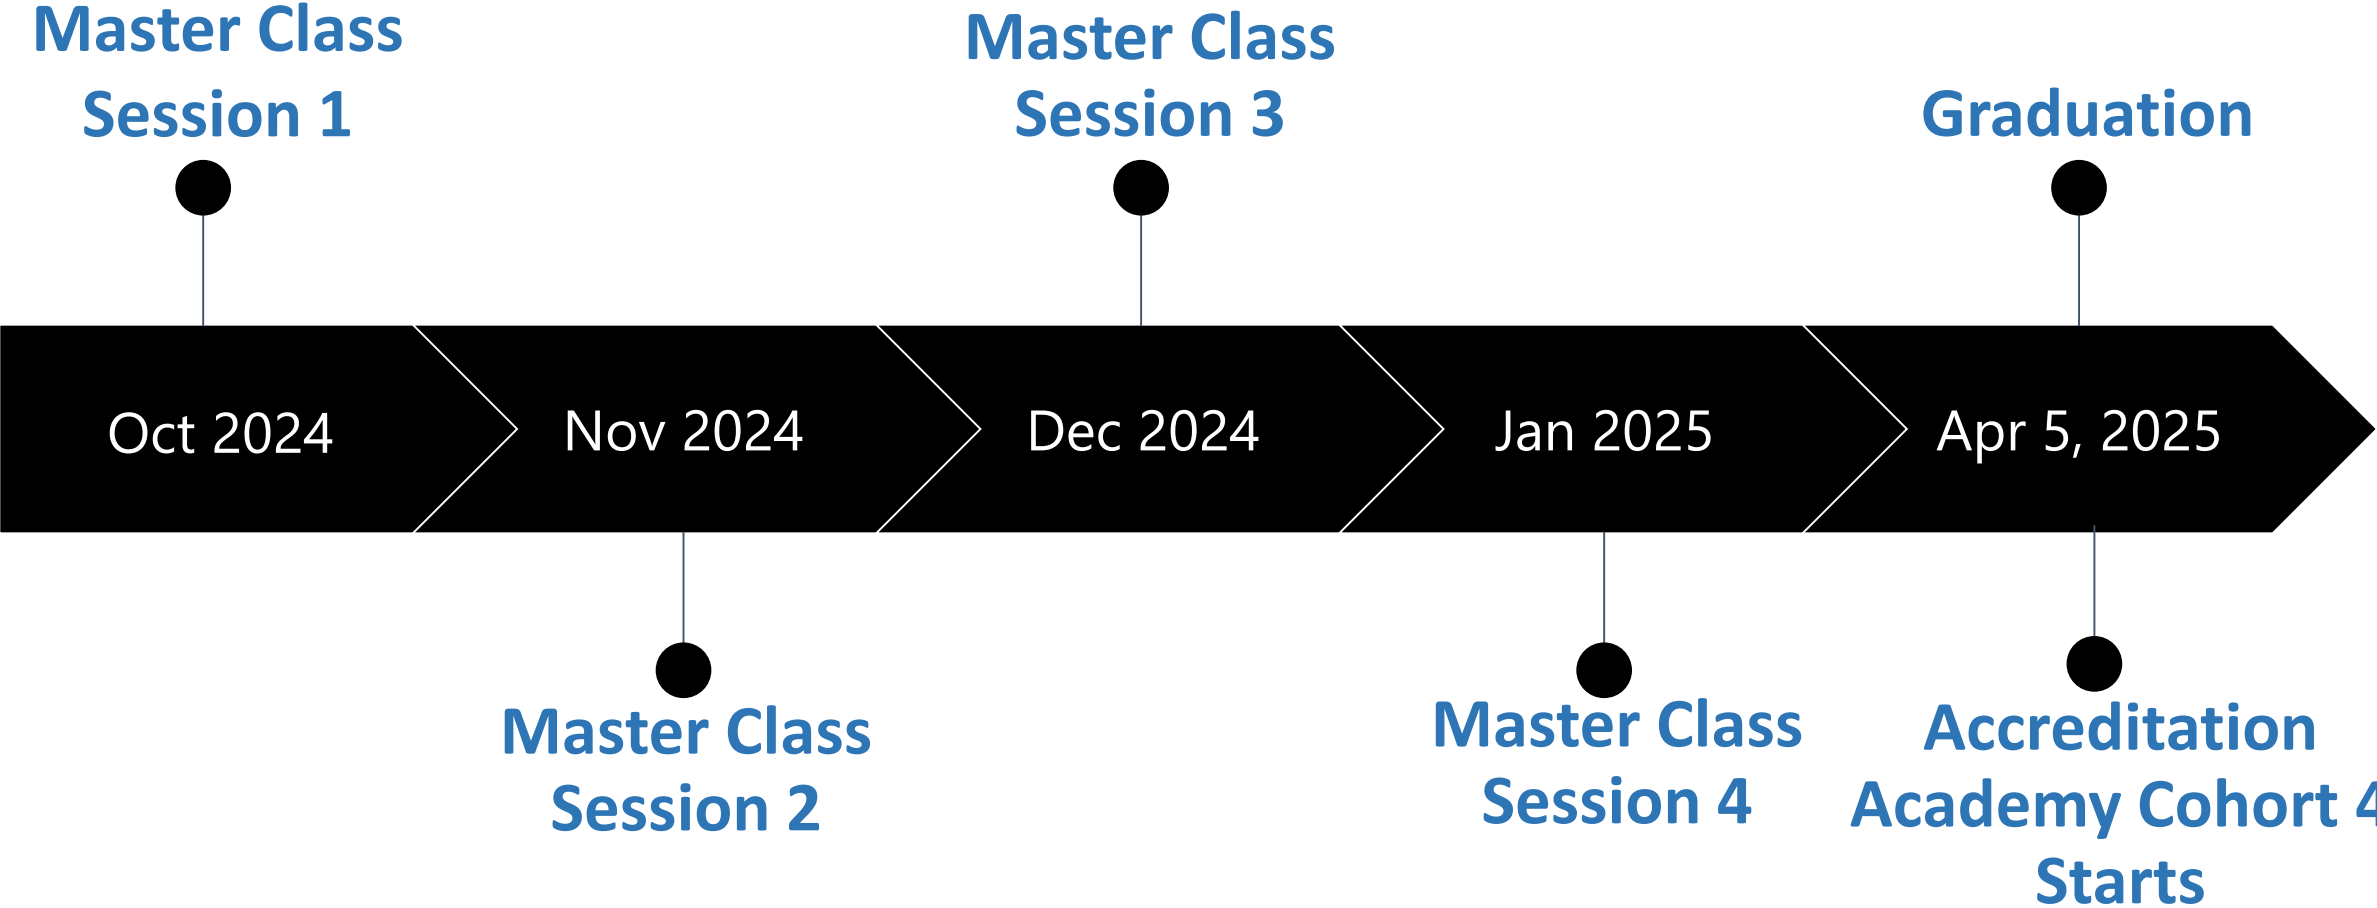 Master Class
Session 1
Master Class
Session 3
Graduation
Oct 2024
Nov 2024
Dec 2024
Jan 2025
Apr 5, 2025
Master Class
Session 2
Master Class
Session 4
Accreditation
Academy Cohort 4
Starts